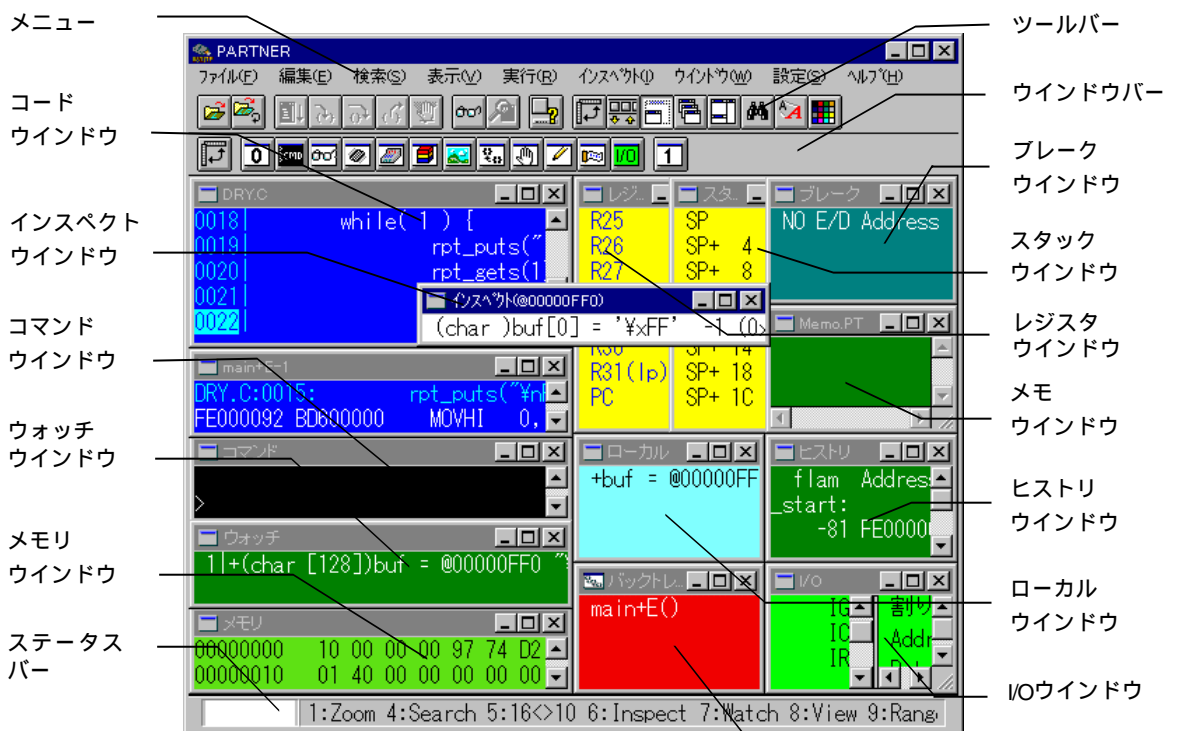 メニュー
ツールバー
コード
ウインドウ
ウインドウバー
ブレーク
ウインドウ
インスペクト
ウインドウ
スタック
ウインドウ
コマンド
ウインドウ
レジスタ
ウインドウ
メモ
ウインドウ
ウォッチ
ウインドウ
ヒストリ
ウインドウ
メモリ
ウインドウ
ローカル
ウインドウ
ステータス
バー
I/Oウインドウ
PARTNER
ファイル(F) 編集(E) 検索(S) 表示(V) 実行(R) インスペクト(I) ウインドウ(W) 設定(S) ヘルプ(H)
0 CMD I/O 1
DRY.C
0018| while( 1 ) {
0019| rpt_puts("
0020| rpt_gets(1
0021|
0022|
レジ...
R25
R26
R27
R30
R31(lp)
PC
スタ...
SP
SP+ 4
SP+ 8
SP+ 14
SP+ 18
SP+ 1C
ブレーク
NO E/D Address
インスペクト(@00000FF0)
(char )buf[0] = '¥xFF' -1 (0x
Memo.PT
main+E-1
DRY.C:0015: rpt_puts("¥n
FE000092 BD600000 MOVHI 0,
コマンド
>
ローカル
+buf = @00000FF
ヒストリ
flam Addres
_start:
-81 FE0000
ウォッチ
1|+(char [128])buf = @00000FF0 "
バックトレ...
main+E()
I/O
IG
IC
IR
割り
Addr
メモリ
00000000 10 00 00 00 97 74 D2
00000010 01 40 00 00 00 00 00
1:Zoom 4:Search 5:16<>10 6:Inspect 7:Watch 8:View 9:Rang